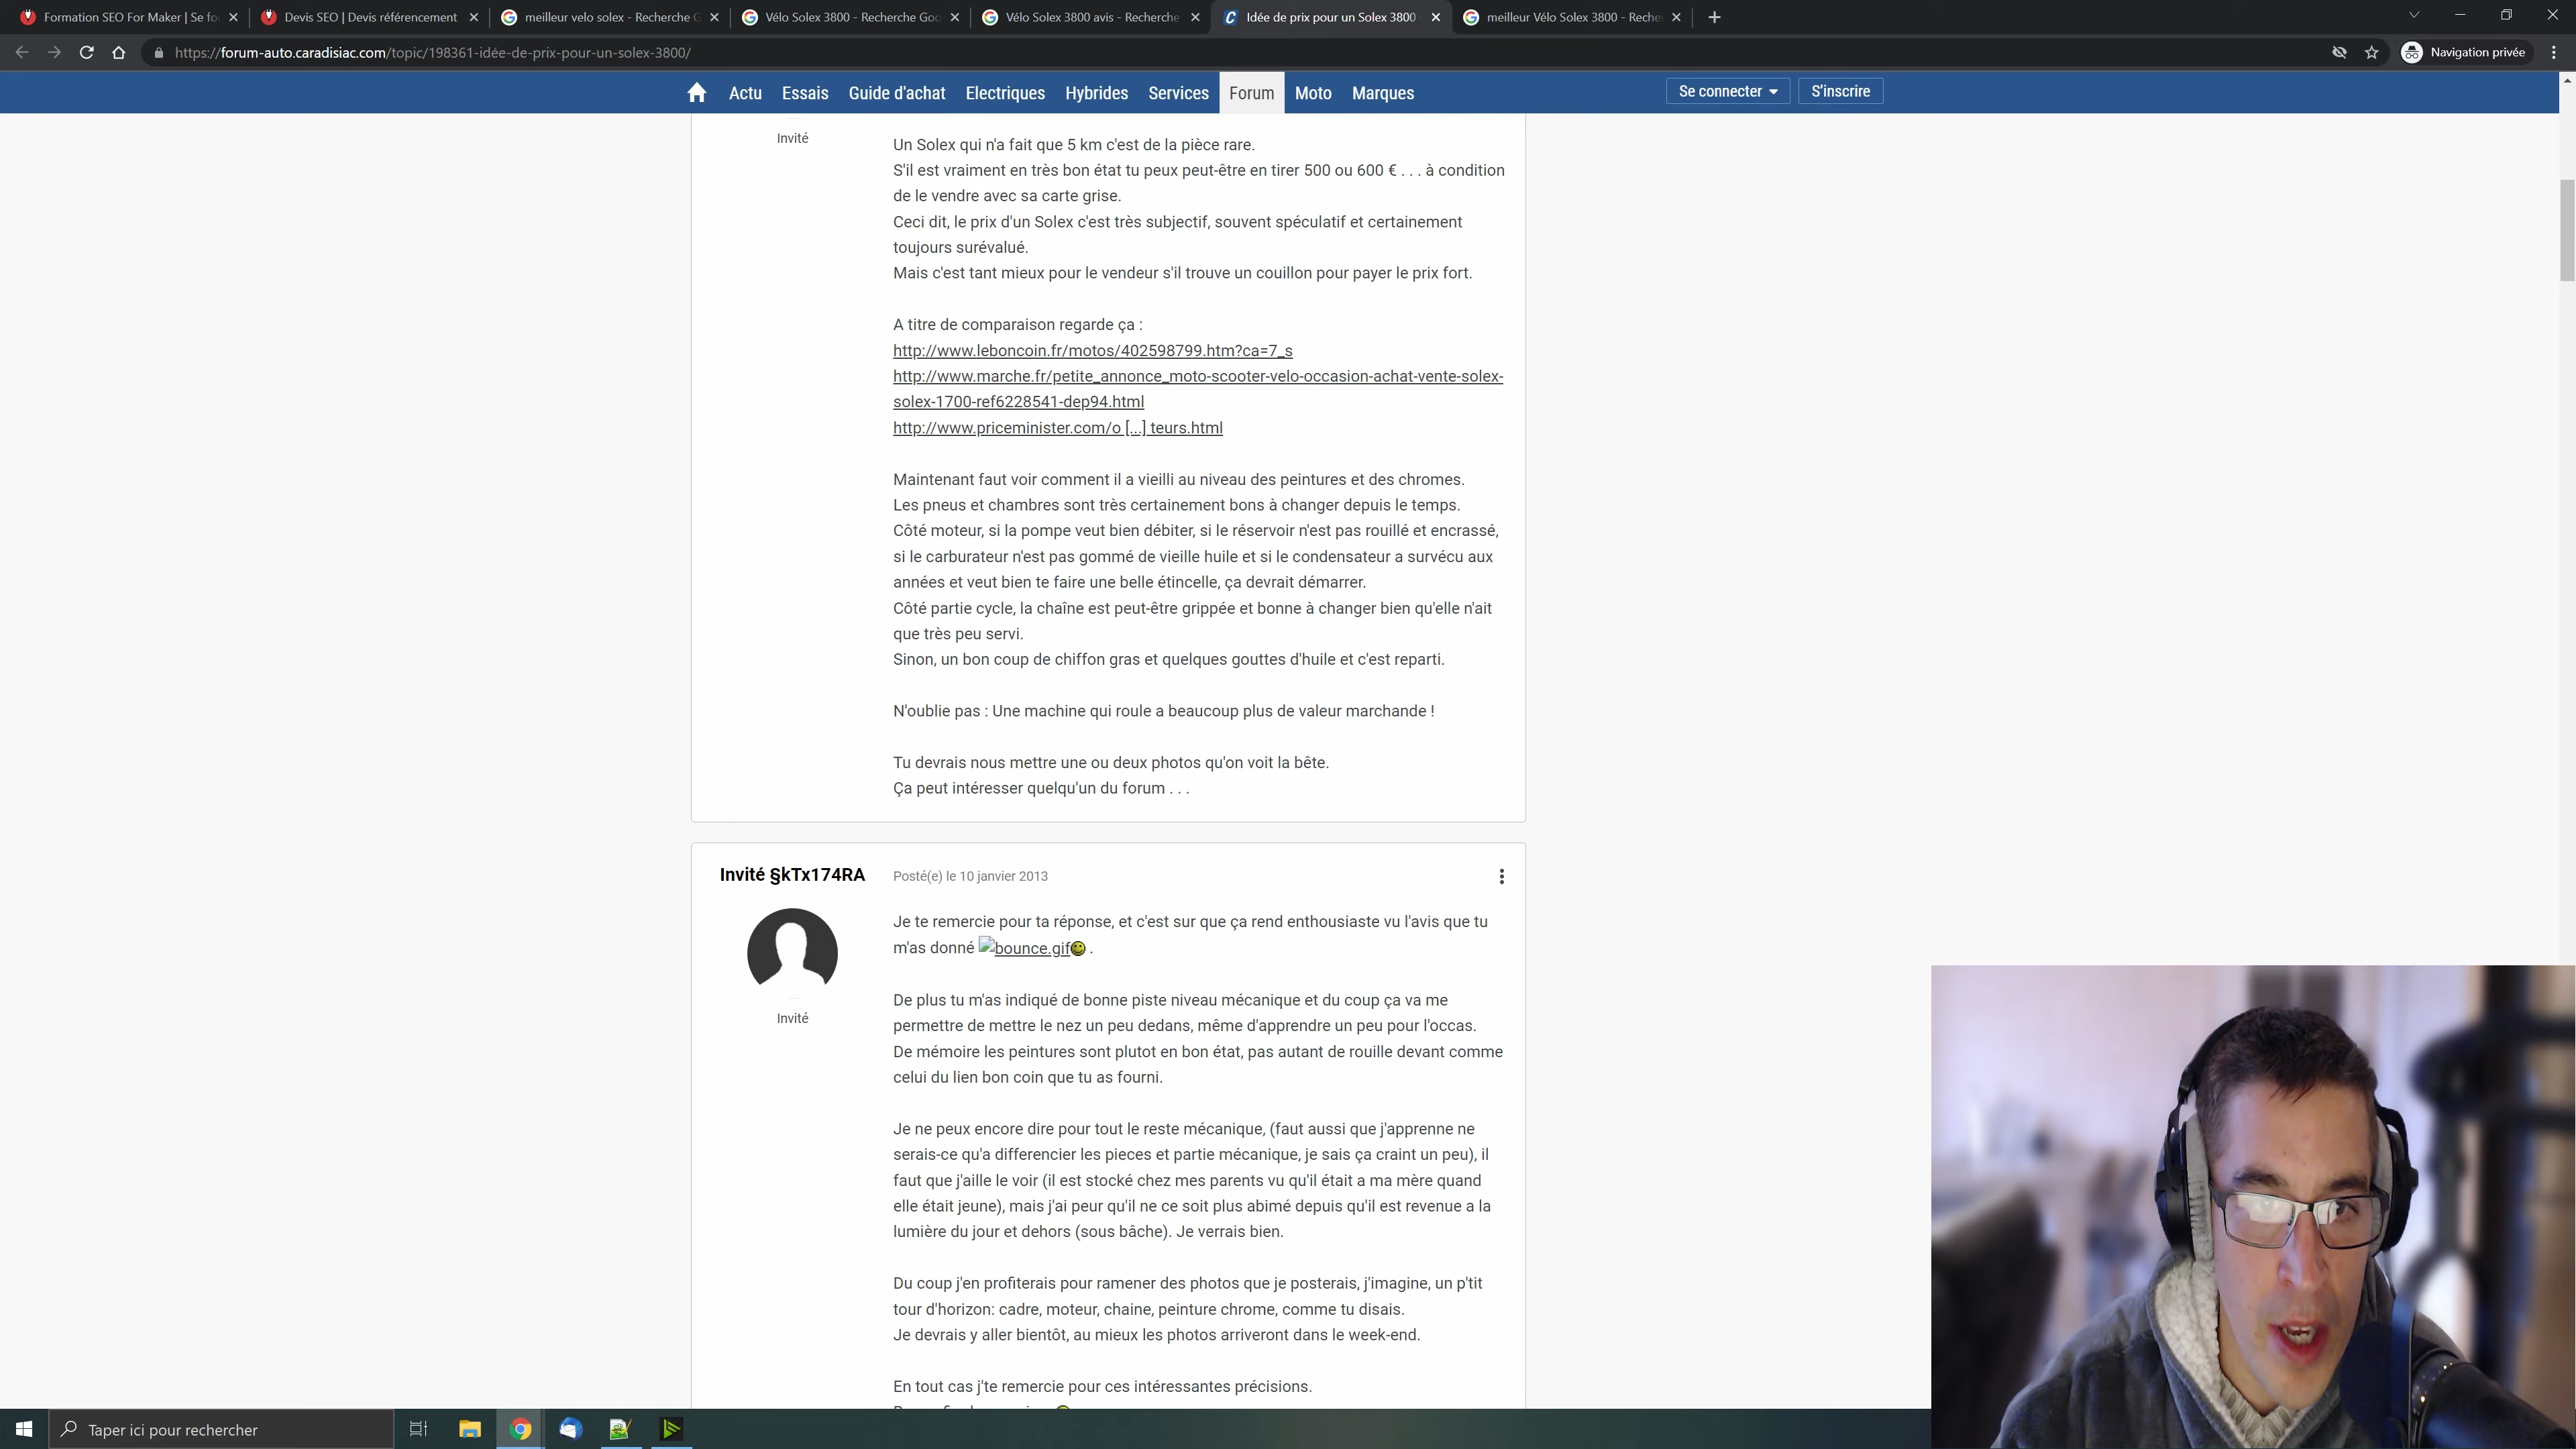 Formation SEO For Maker | Se fo
Devis SEO | Devis référencement
meilleur velo solex - Recherche G
Vélo Solex 3800 - Recherche Goo
Vélo Solex 3800 avis - Recherche
Idée de prix pour un Solex 3800
meilleur Vélo Solex 3800 - Reche
https://forum-auto.caradisiac.com/topic/198361-idée-de-prix-pour-un-solex-3800/
Navigation privée
Actu Essais Guide d'achat Electriques Hybrides Services Forum Moto Marques
Se connecter S'inscrire
Invité
Un Solex qui n'a fait que 5 km c'est de la pièce rare.
S'il est vraiment en très bon état tu peux peut-être en tirer 500 ou 600 € . . . à condition
de le vendre avec sa carte grise.
Ceci dit, le prix d'un Solex c'est très subjectif, souvent spéculatif et certainement
toujours surévalué.
Mais c'est tant mieux pour le vendeur s'il trouve un couillon pour payer le prix fort.
A titre de comparaison regarde ça :
http://www.leboncoin.fr/motos/402598799.htm?ca=7_s
http://www.marche.fr/petite_annonce_moto-scooter-velo-occasion-achat-vente-solex-
solex-1700-ref6228541-dep94.html
http://www.priceminister.com/o [...] teurs.html
Maintenant faut voir comment il a vieilli au niveau des peintures et des chromes.
Les pneus et chambres sont très certainement bons à changer depuis le temps.
Côté moteur, si la pompe veut bien débiter, si le réservoir n'est pas rouillé et encrassé,
si le carburateur n'est pas gommé de vieille huile et si le condensateur a survécu aux
années et veut bien te faire une belle étincelle, ça devrait démarrer.
Côté partie cycle, la chaîne est peut-être grippée et bonne à changer bien qu'elle n'ait
que très peu servi.
Sinon, un bon coup de chiffon gras et quelques gouttes d'huile et c'est reparti.
N'oublie pas : Une machine qui roule a beaucoup plus de valeur marchande !
Tu devrais nous mettre une ou deux photos qu'on voit la bête.
Ça peut intéresser quelqu'un du forum . . .
Invité §kTx174RA
Posté(e) le 10 janvier 2013
Je te remercie pour ta réponse, et c'est sur que ça rend enthousiaste vu l'avis que tu
m'as donné bounce.gif .
Invité
De plus tu m'as indiqué de bonne piste niveau mécanique et du coup ça va me
permettre de mettre le nez un peu dedans, même d'apprendre un peu pour l'occas.
De mémoire les peintures sont plutot en bon état, pas autant de rouille devant comme
celui du lien bon coin que tu as fourni.
Je ne peux encore dire pour tout le reste mécanique, (faut aussi que j'apprenne ne
serais-ce qu'a differencier les pieces et partie mécanique, je sais ça craint un peu), il
faut que j'aille le voir (il est stocké chez mes parents vu qu'il était a ma mère quand
elle était jeune), mais j'ai peur qu'il ne ce soit plus abimé depuis qu'il est revenue a la
lumière du jour et dehors (sous bâche). Je verrais bien.
Du coup j'en profiterais pour ramener des photos que je posterais, j'imagine, un p'tit
tour d'horizon: cadre, moteur, chaine, peinture chrome, comme tu disais.
Je devrais y aller bientôt, au mieux les photos arriveront dans le week-end.
En tout cas j'te remercie pour ces intéressantes précisions.
Taper ici pour rechercher